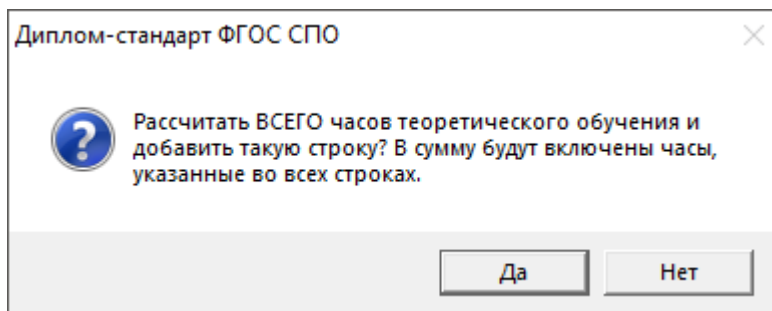 Диплом-стандарт ФГОС СПО
Рассчитать ВСЕГО часов теоретического обучения и
добавить такую строку? В сумму будут включены часы,
указанные во всех строках.
Да
Нет